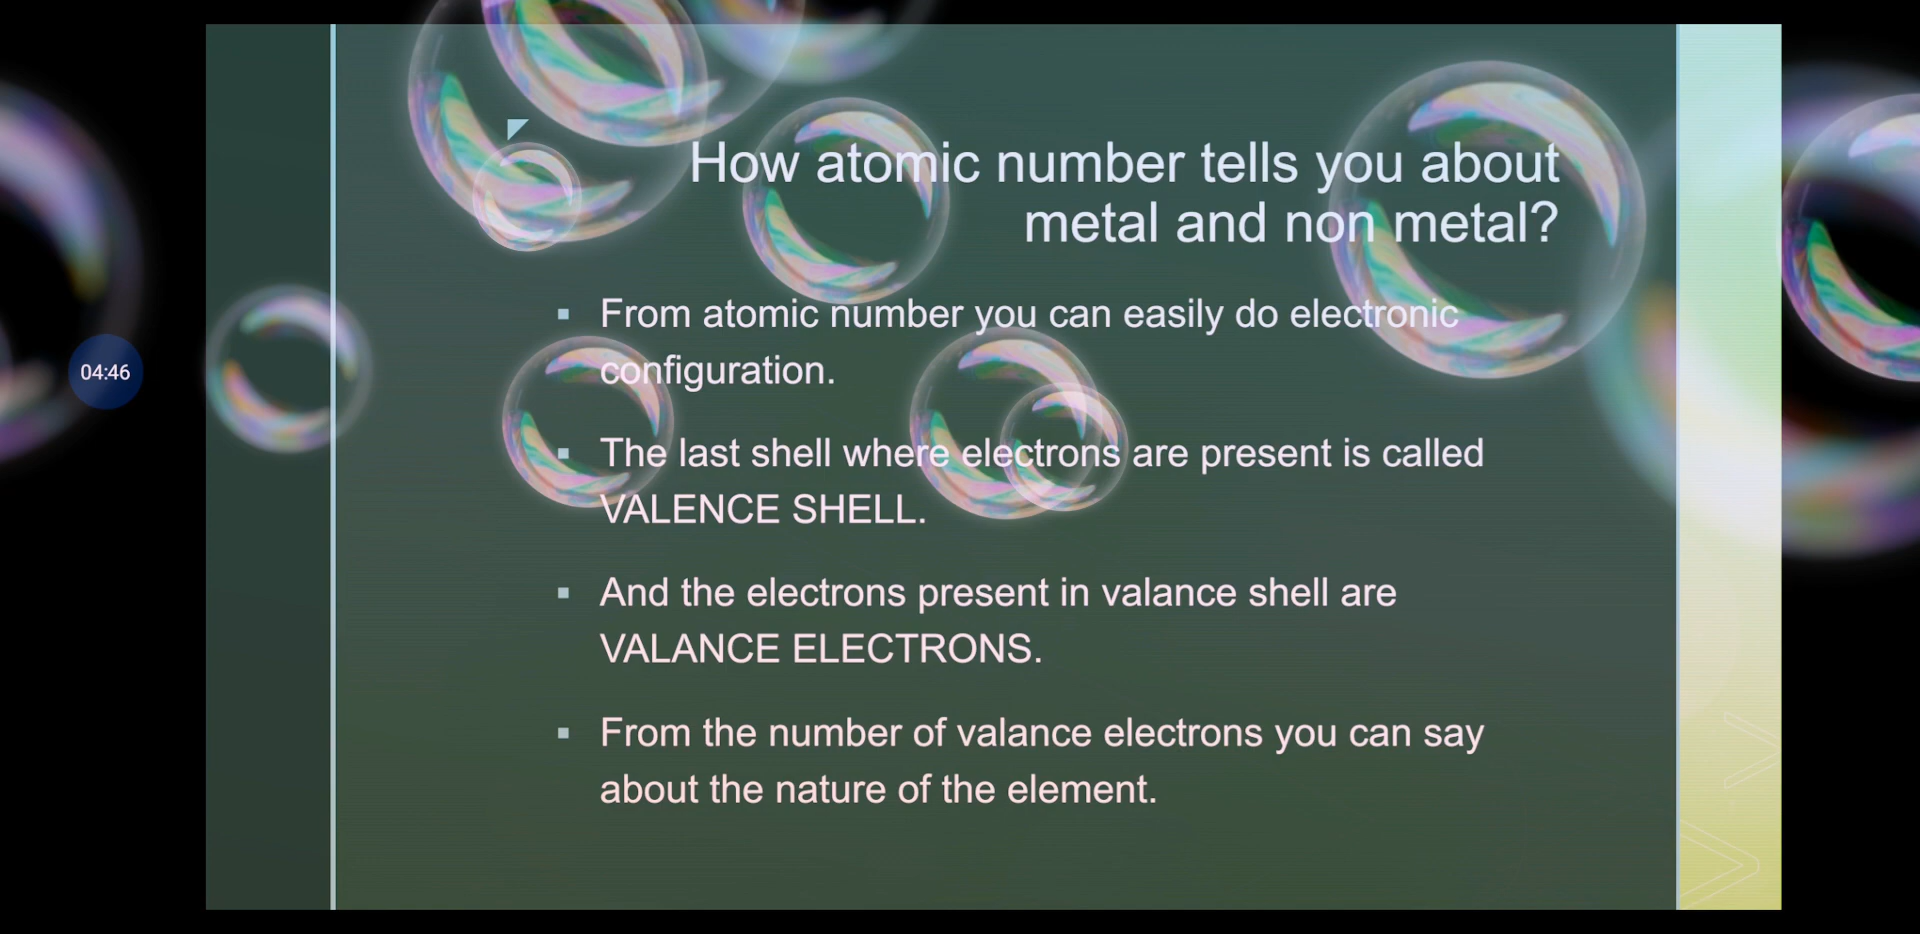 04:46
How atomic number tells you about
metal and non metal?
▪ From atomic number you can easily do electronic
configuration.
▪ The last shell where electrons are present is called
VALENCE SHELL.
▪ And the electrons present in valance shell are
VALANCE ELECTRONS.
▪ From the number of valance electrons you can say
about the nature of the element.